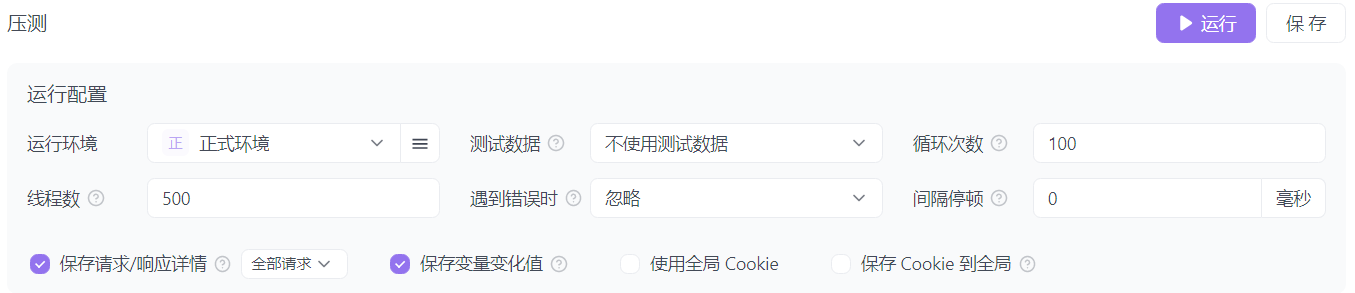 压测
运行
保 存
运行配置
运行环境 正 正式环境 测试数据 不使用测试数据 循环次数 100
线程数 500 遇到错误时 忽略 间隔停顿 0 毫秒
保存请求/响应详情 全部请求 保存变量变化值 使用全局 Cookie 保存 Cookie 到全局